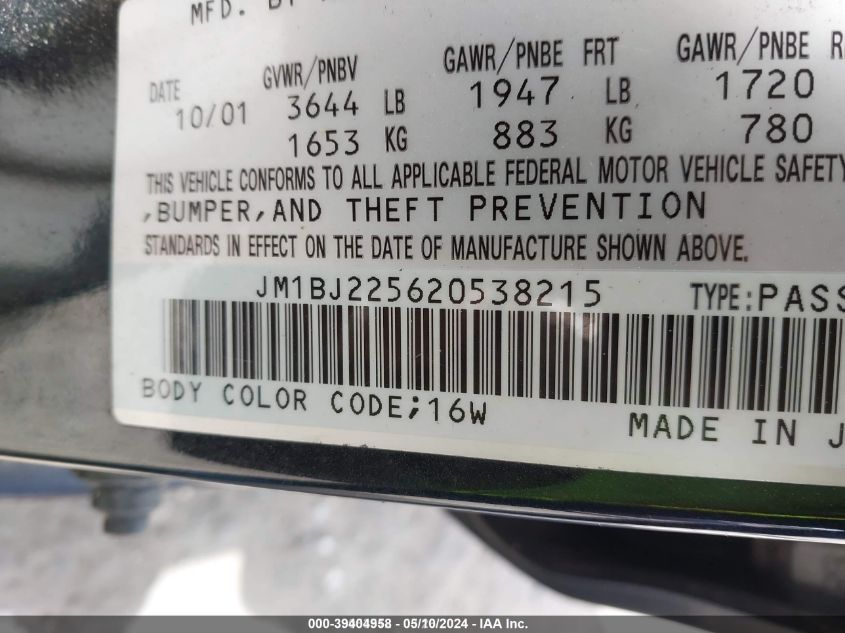 MFD. BY
DATE GVWR/PNBV GAWR/PNBE FRT GAWR/PNBE
10/01 3644 LB 1947 LB 1720
1653 KG 883 KG 780
THIS VEHICLE CONFORMS TO ALL APPLICABLE FEDERAL MOTOR VEHICLE SAFETY
,BUMPER,AND THEFT PREVENTION
STANDARDS IN EFFECT ON THE DATE OF MANUFACTURE SHOWN ABOVE.
JM1BJ225620538215 TYPE:PASS
BODY COLOR CODE;16W
MADE IN J
000-39404958 - 05/10/2024 - IAA Inc.